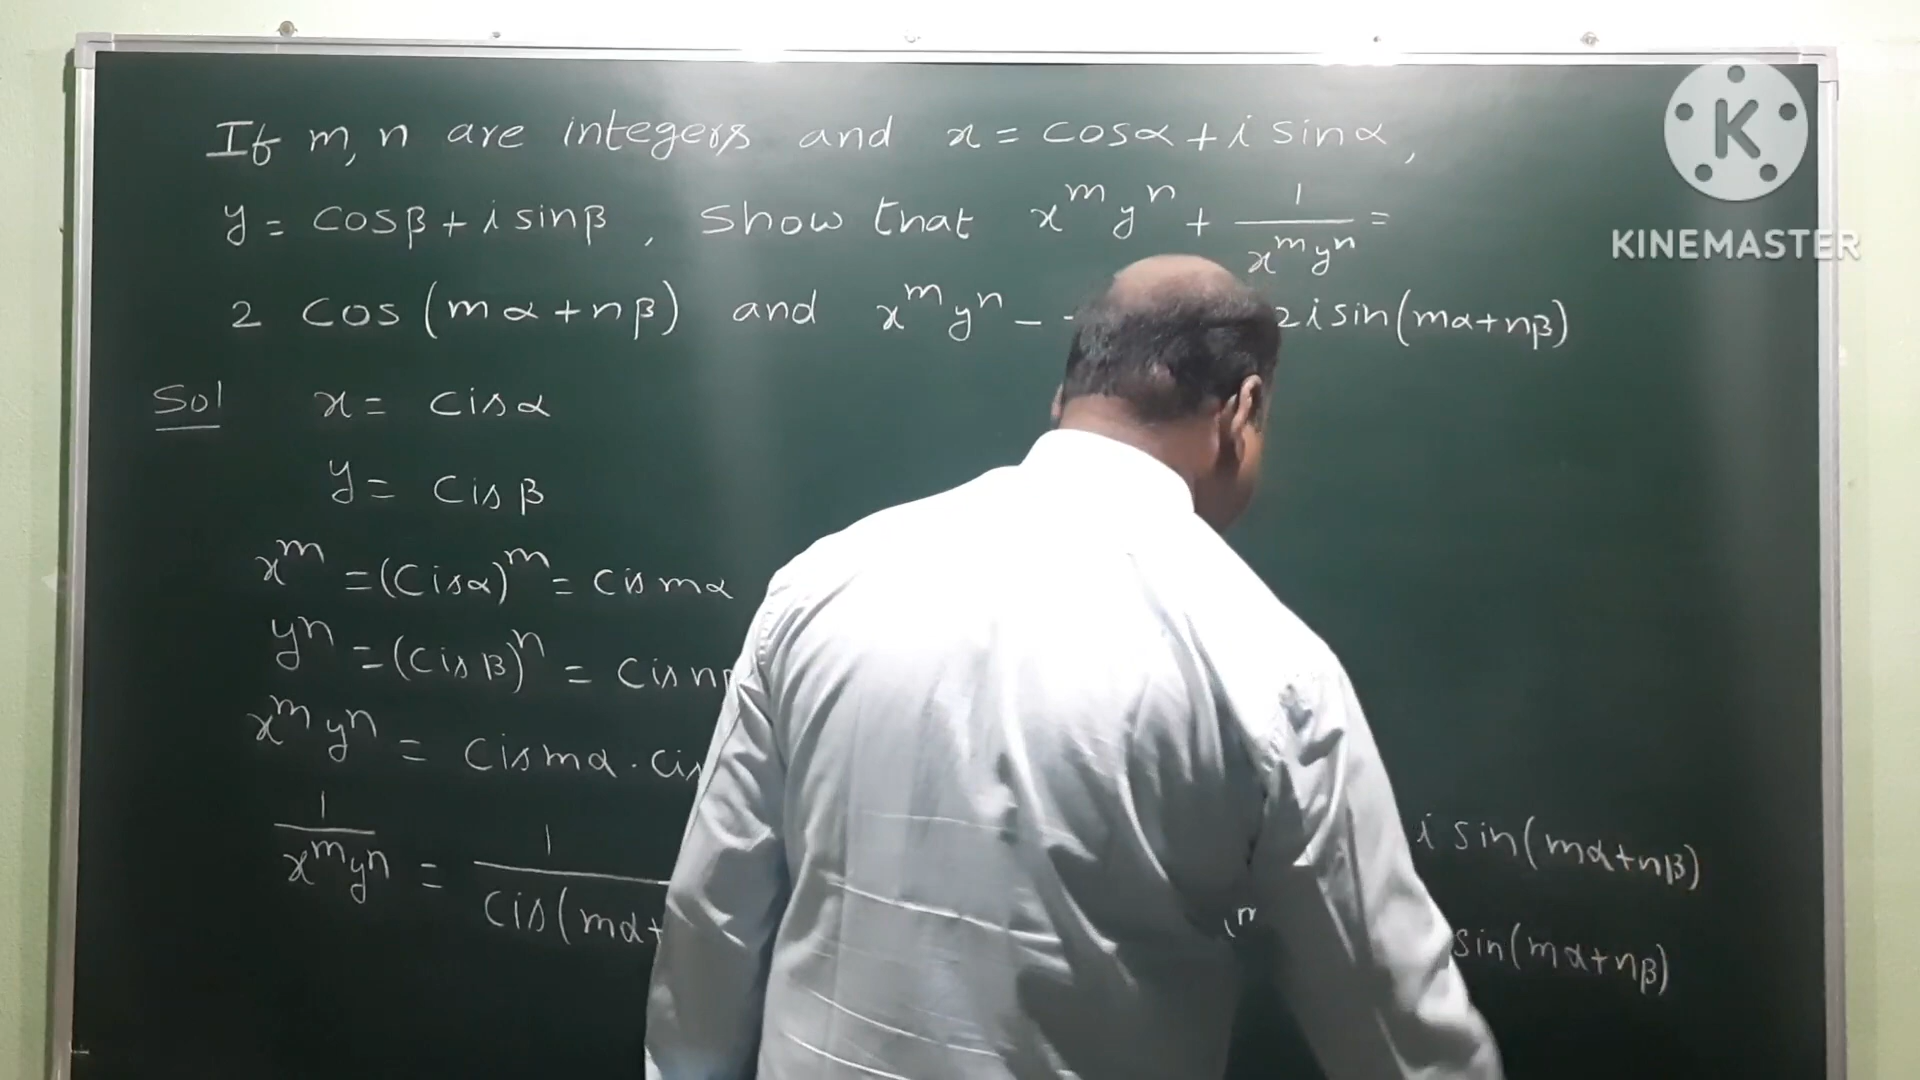 If m, n are integers and x = cosα + i sinα,
y = cosβ + i sinβ, show that x^m y^n + 1/(x^m y^n) =
2 cos(mα+nβ) and x^m y^n - 2i sin(mα+nβ)
Sol x = cisα
y = cisβ
x^m = (cisα)^m = cis mα
y^n = (cisβ)^n = cis n
x^m y^n = cis mα . cis
1/(x^m y^n) = 1/cis(mα+ i sin(mα+nβ)
sin(mα+nβ)
K
KINEMASTER